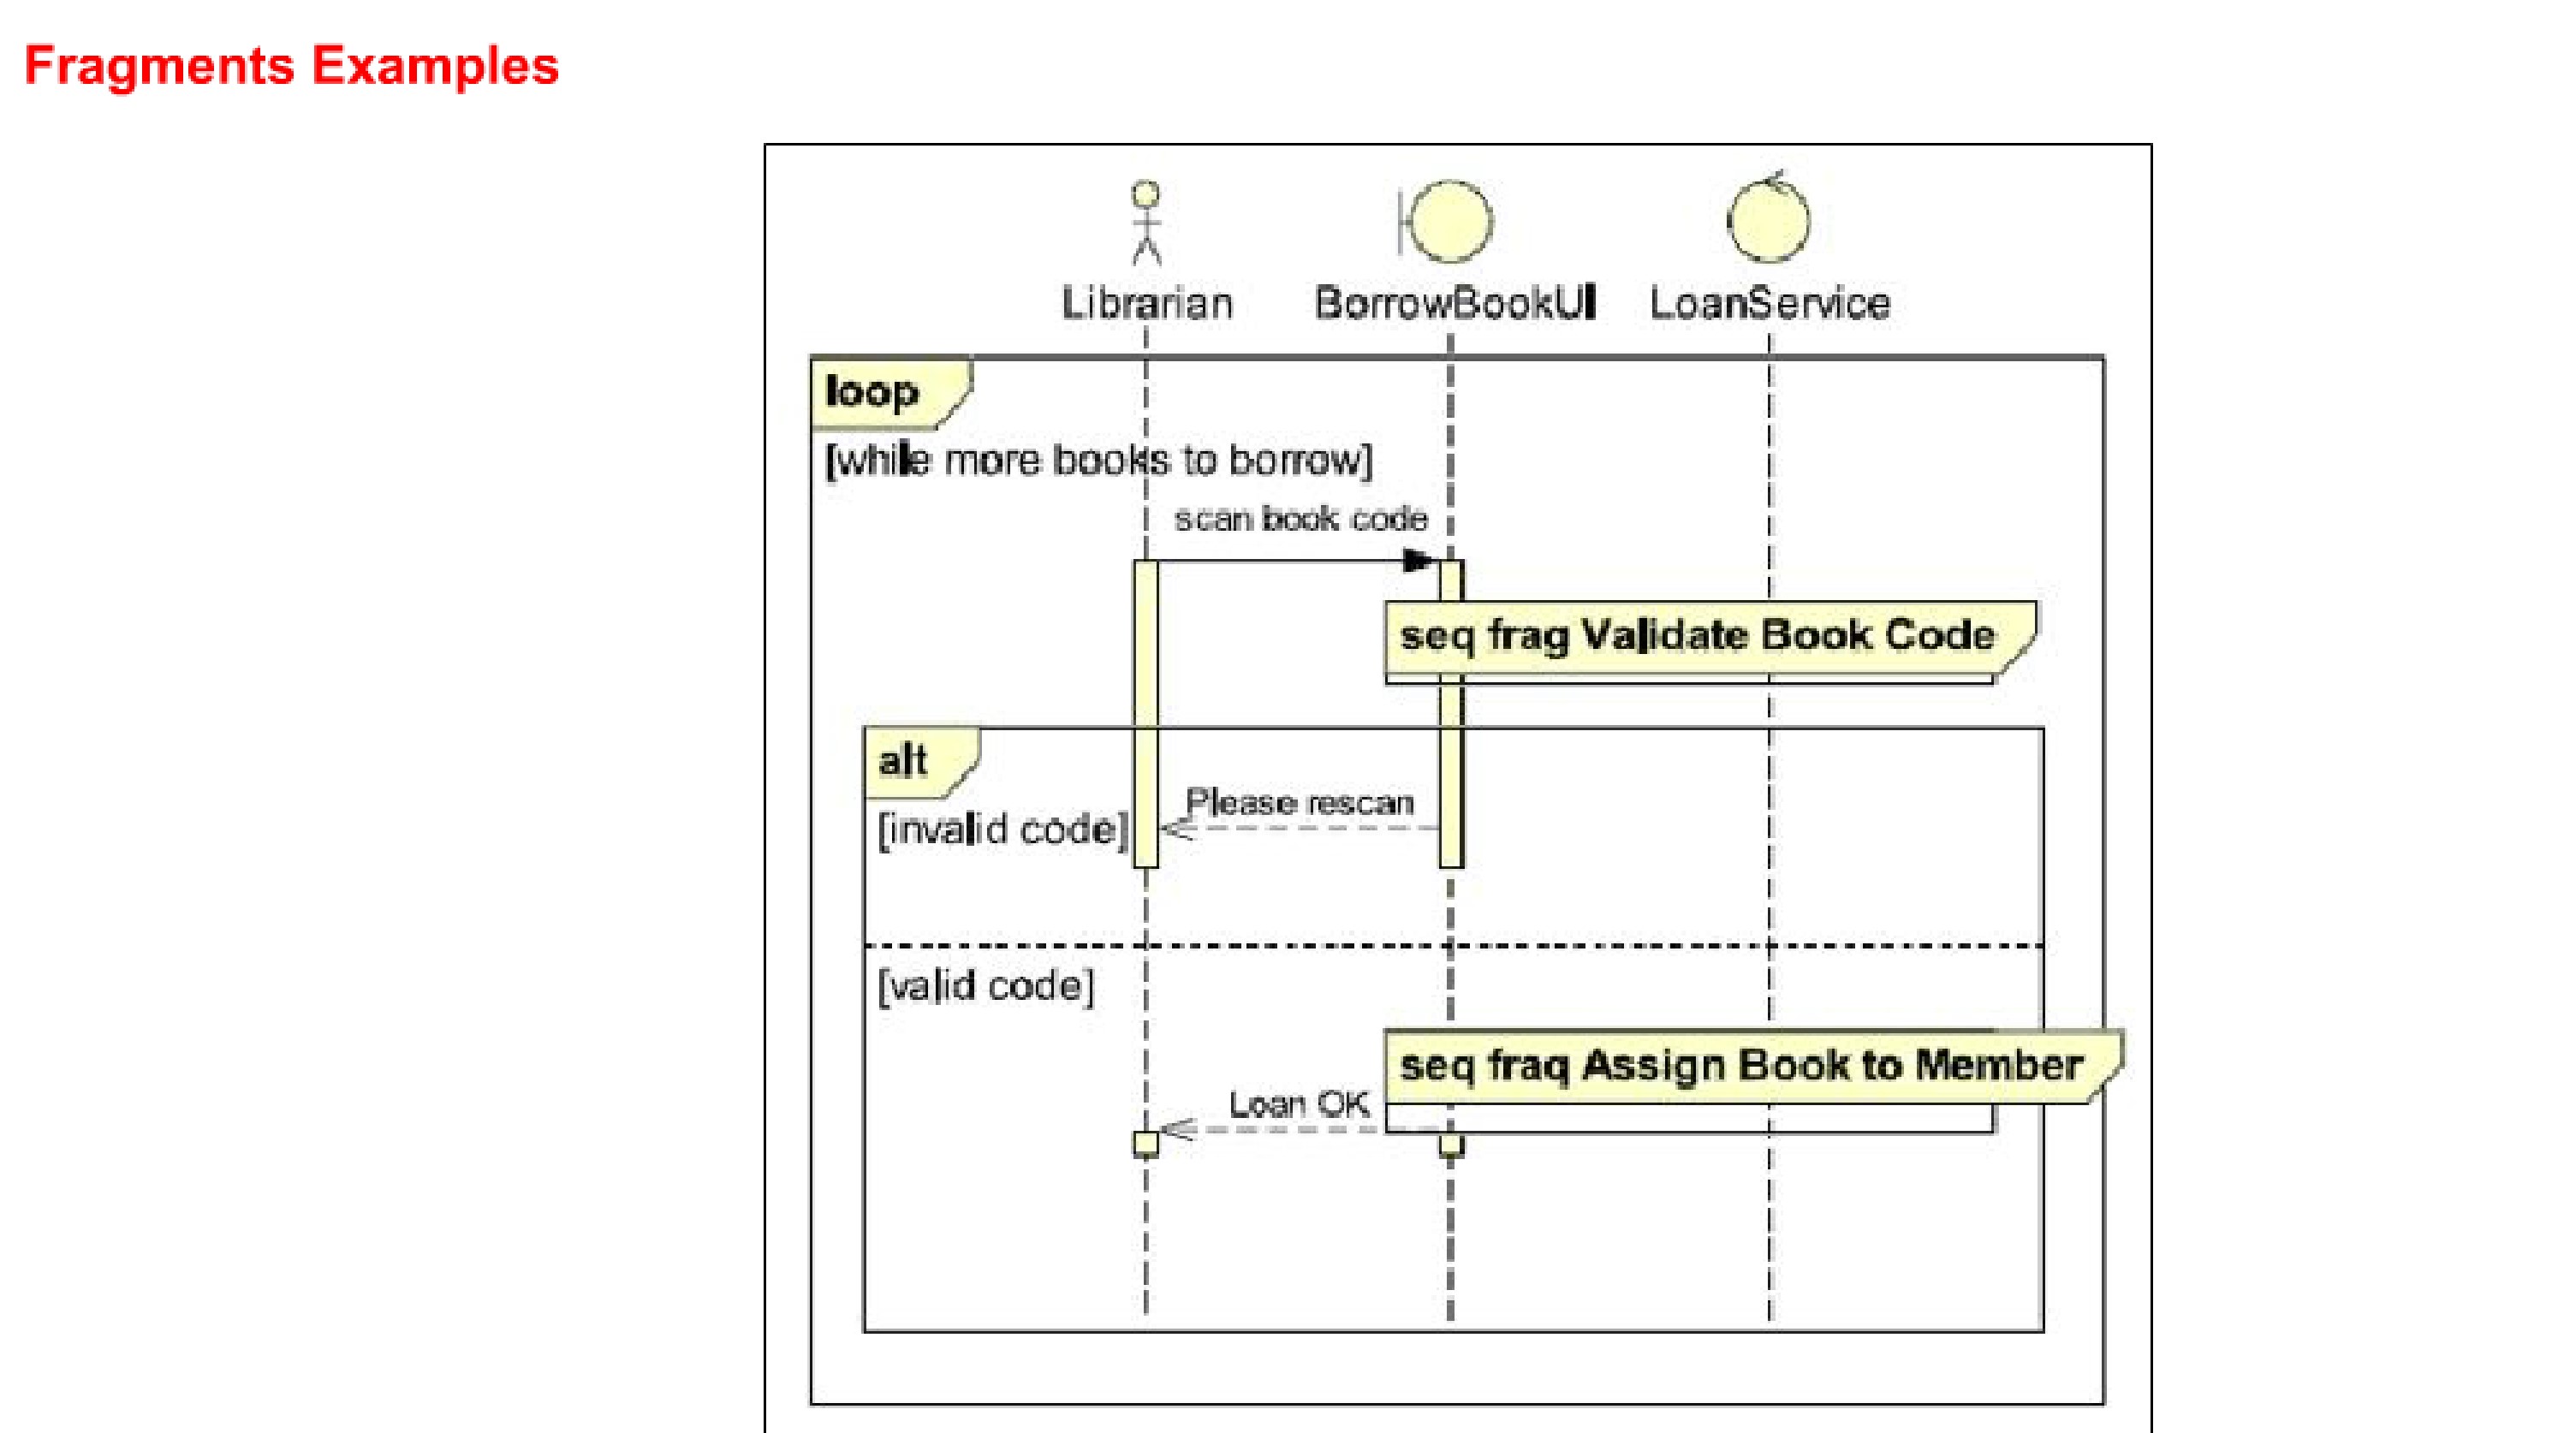 Fragments Examples
Librarian BorrowBookUI LoanService
loop
[while more books to borrow]
scan book code
seq frag Validate Book Code
alt
Please rescan
[invalid code]
[valid code]
seq fraq Assign Book to Member
Loan OK